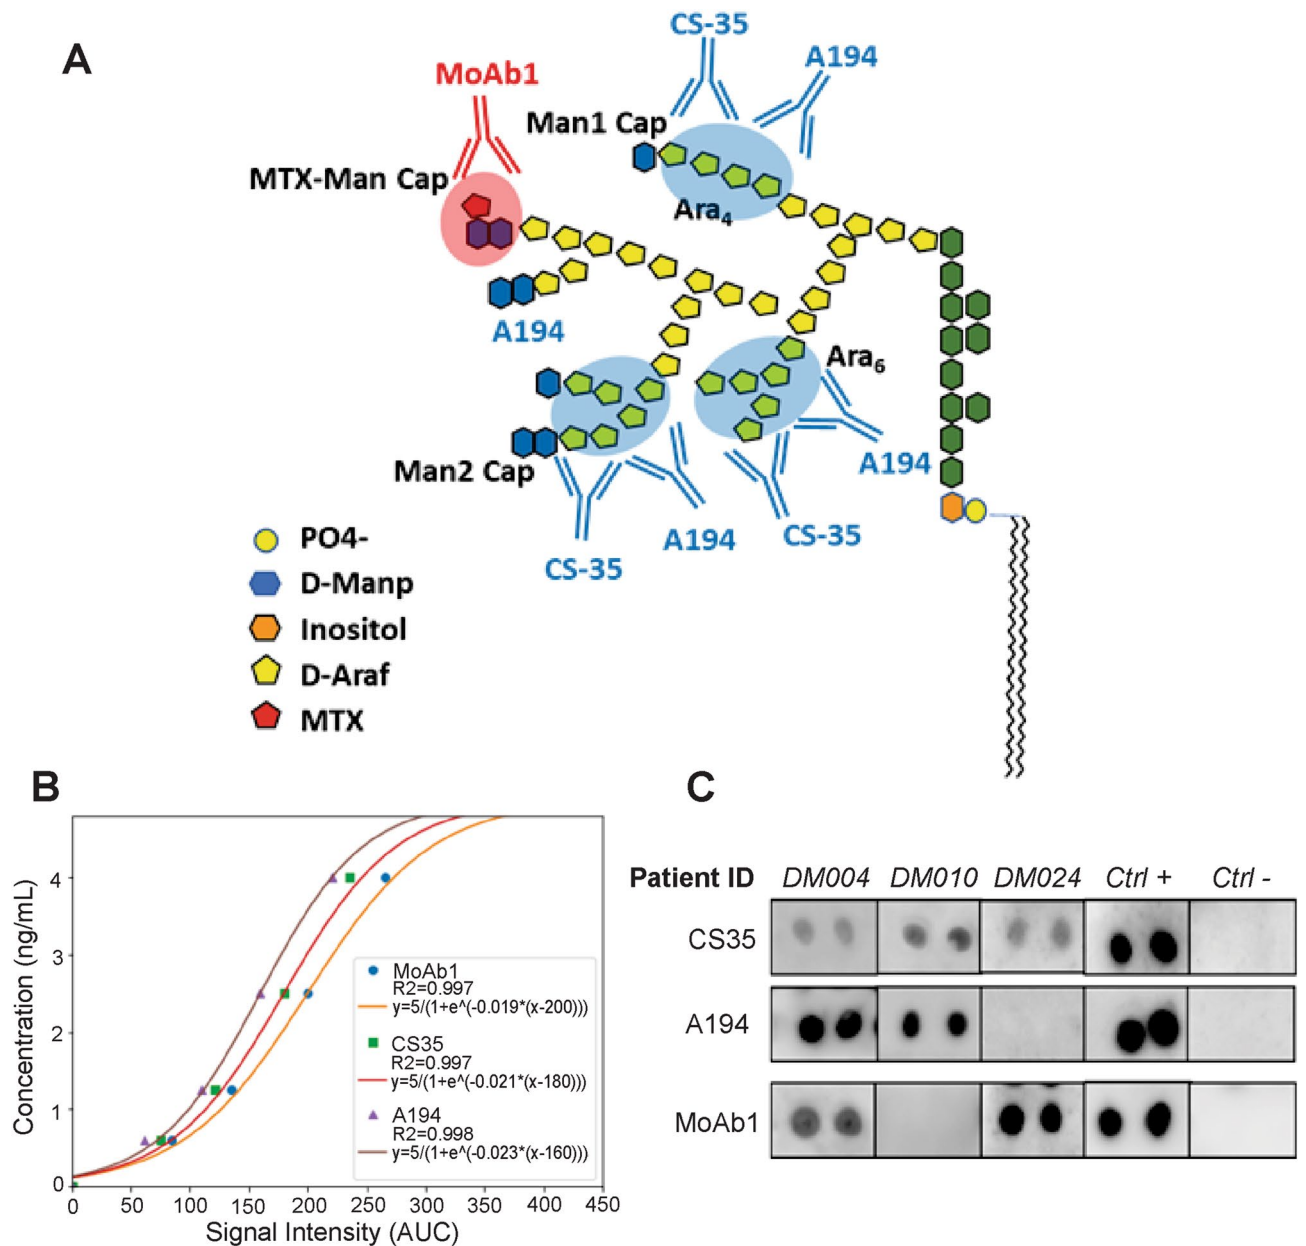 A
CS-35
A194
MoAb1
Man1 Cap
MTX-Man Cap
Ara4
A194
Ara6
Man2 Cap
A194
A194
CS-35
CS-35
PO4-
D-Manp
Inositol
D-Araf
MTX
B
Concentration (ng/mL)
4
3
2
1
0
0 50 100 150 200 250 300 350 400 450
Signal Intensity (AUC)
MoAb1
R2=0.997
y=5/(1+e^(-0.019*(x-200)))
CS35
R2=0.997
y=5/(1+e^(-0.021*(x-180)))
A194
R2=0.998
y=5/(1+e^(-0.023*(x-160)))
C
Patient ID DM004 DM010 DM024 Ctrl + Ctrl -
CS35
A194
MoAb1